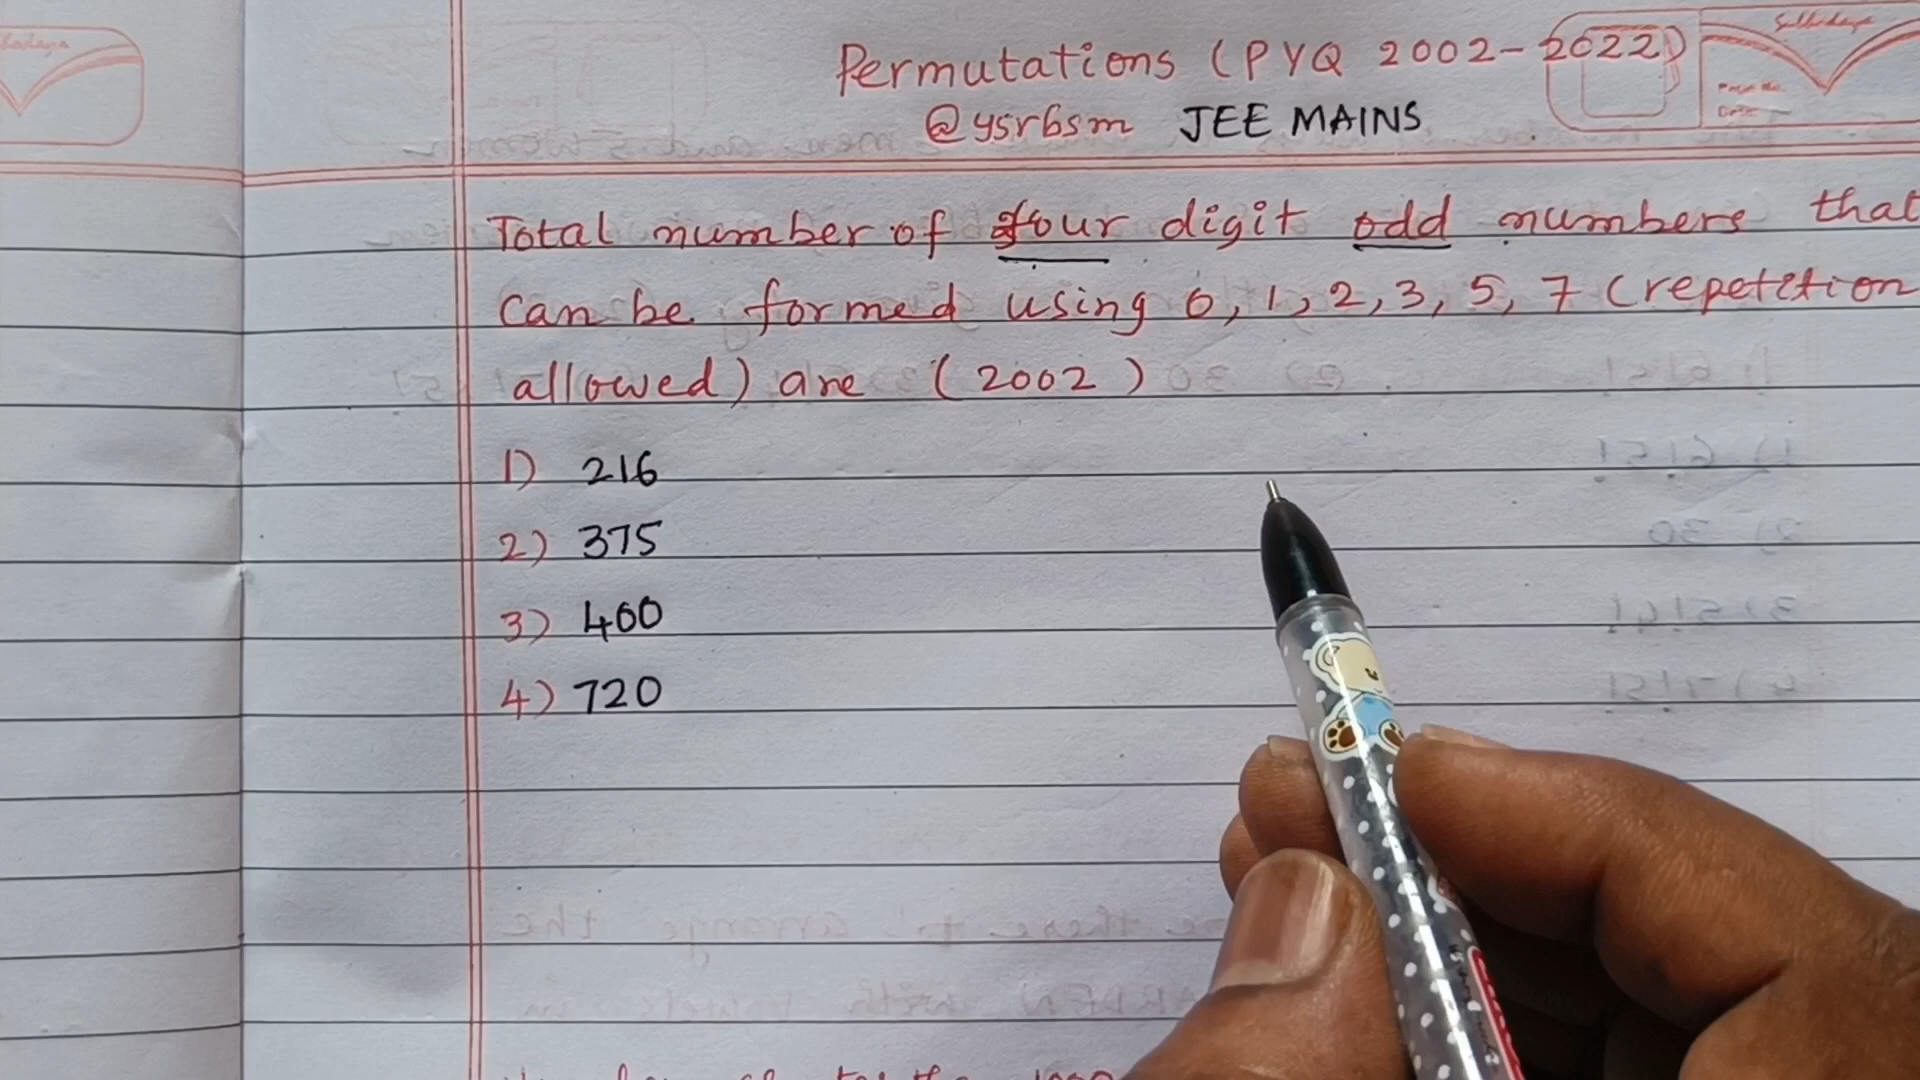 Permutations (PYQ 2002-2022)
@ysrbsm JEE MAINS
Total number of four digit odd numbers that
can be formed using 0, 1, 2, 3, 5, 7 (repetition
allowed) are (2002)
1) 216
2) 375
3) 400
4) 720